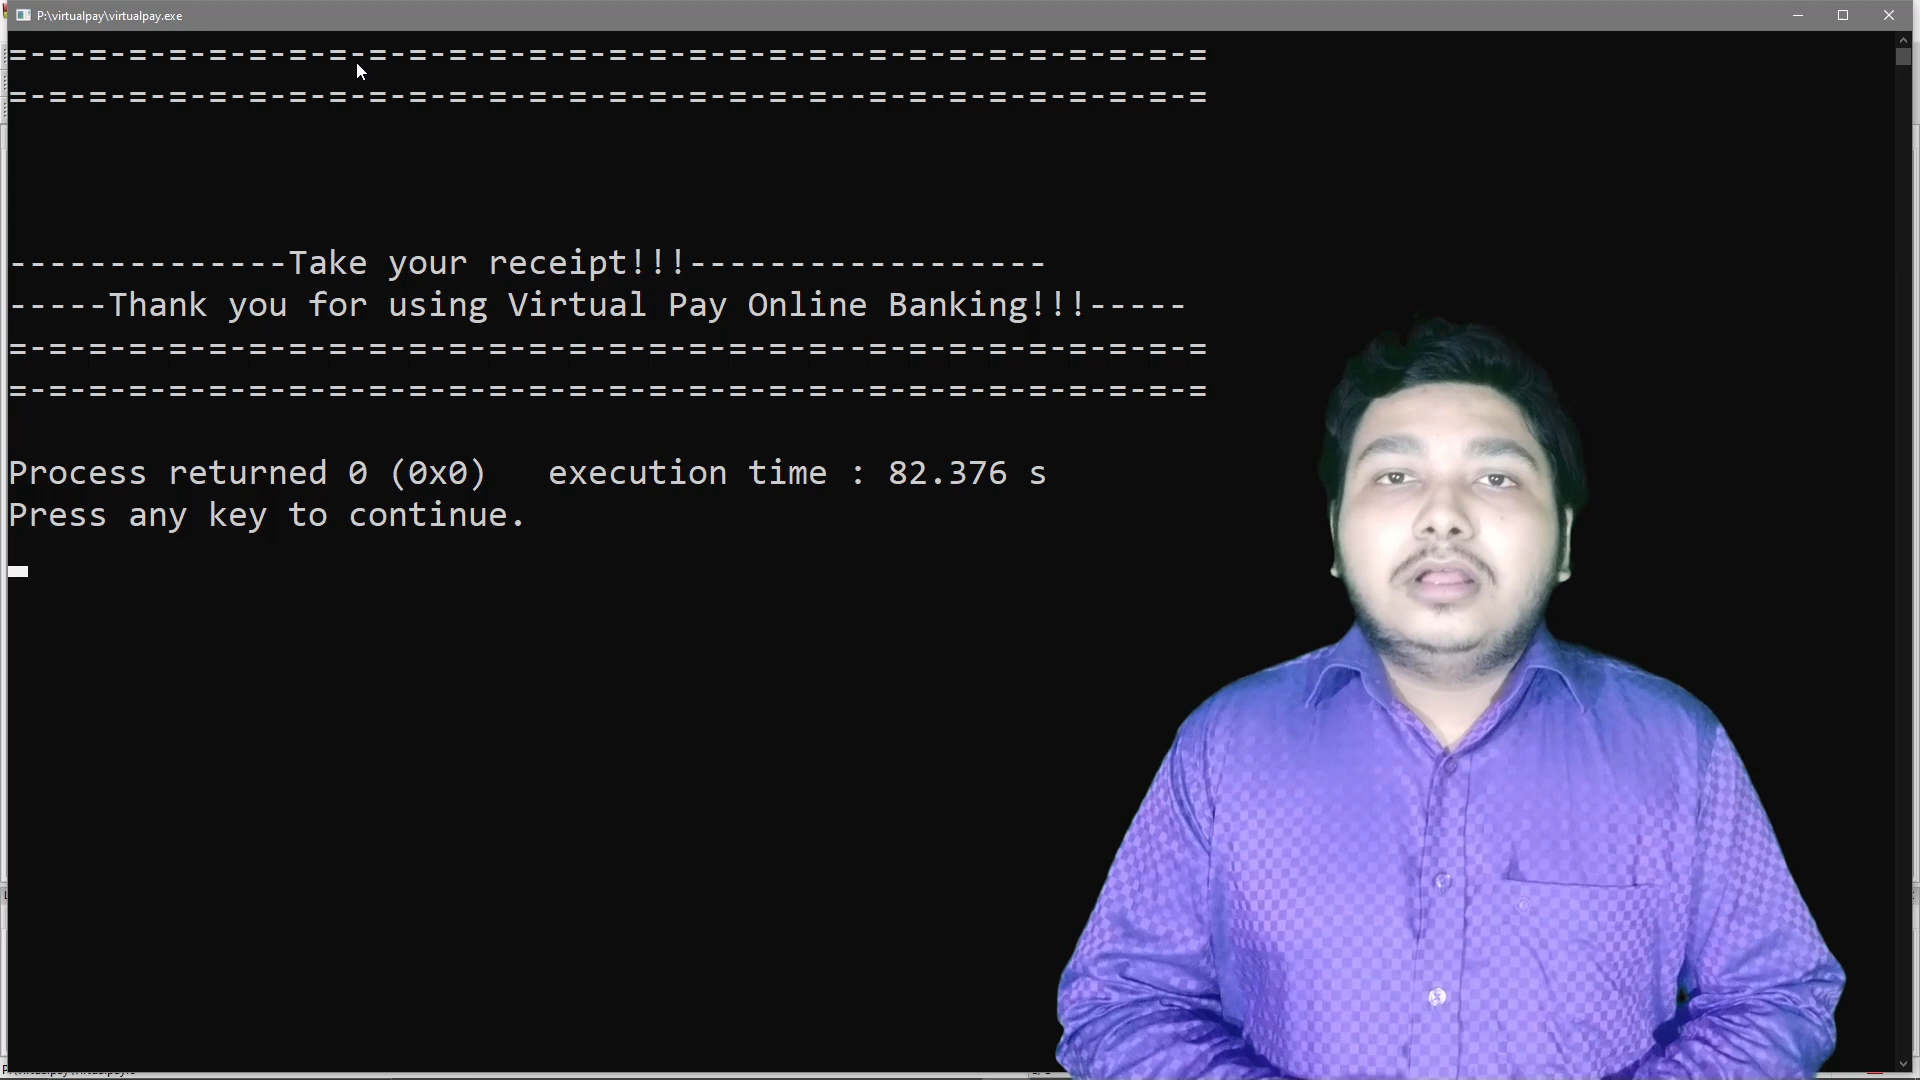 P:\virtualpay\virtualpay.exe
=-=-=-=-=-=-=-=-=-=-=-=-=-=-=-=-=-=-=-=-=--=-=-=-=-=-=-=-=-=
=-=-=-=-=-=-=-=-=-=-=-=-=-=-=-=-=-=-=-=-=--=-=-=-=-=-=-=-=-=
--------------Take your receipt!!!------------------
-----Thank you for using Virtual Pay Online Banking!!!-----
=-=-=-=-=-=-=-=-=-=-=-=-=-=-=-=-=-=-=-=-=--=-=-=-=-=-=-=-=-=
=-=-=-=-=-=-=-=-=-=-=-=-=-=-=-=-=-=-=-=-=--=-=-=-=-=-=-=-=-=
Process returned 0 (0x0)   execution time : 82.376 s
Press any key to continue.